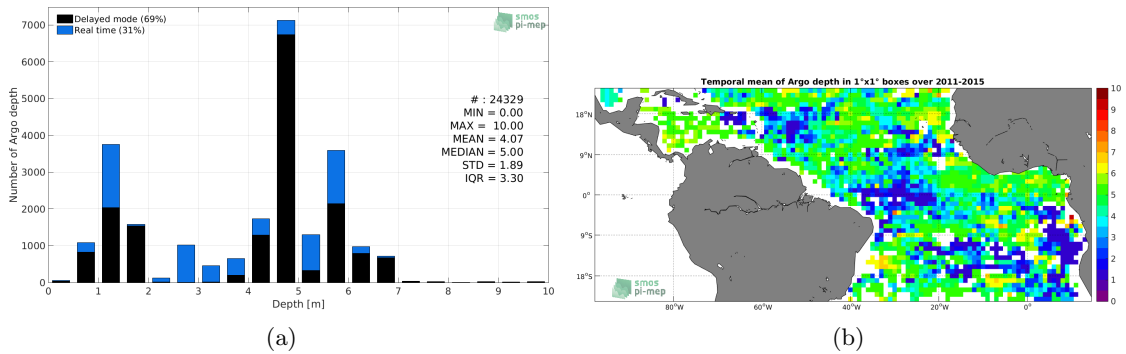 Delayed mode (69%)
Real time (31%)
smos
pi-mep
Number of Argo depth
7000
6000
5000
4000
3000
2000
1000
0
# : 24329
MIN = 0.00
MAX = 10.00
MEAN = 4.07
MEDIAN = 5.00
STD = 1.89
IQR = 3.30
0 1 2 3 4 5 6 7 8 9 10
Depth [m]
(a)
Temporal mean of Argo depth in 1°x1° boxes over 2011-2015
18°N
9°N
0°
9°S
18°S
80°W 60°W 40°W 20°W 0°
smos
pi-mep
10
9
8
7
6
5
4
3
2
1
0
(b)